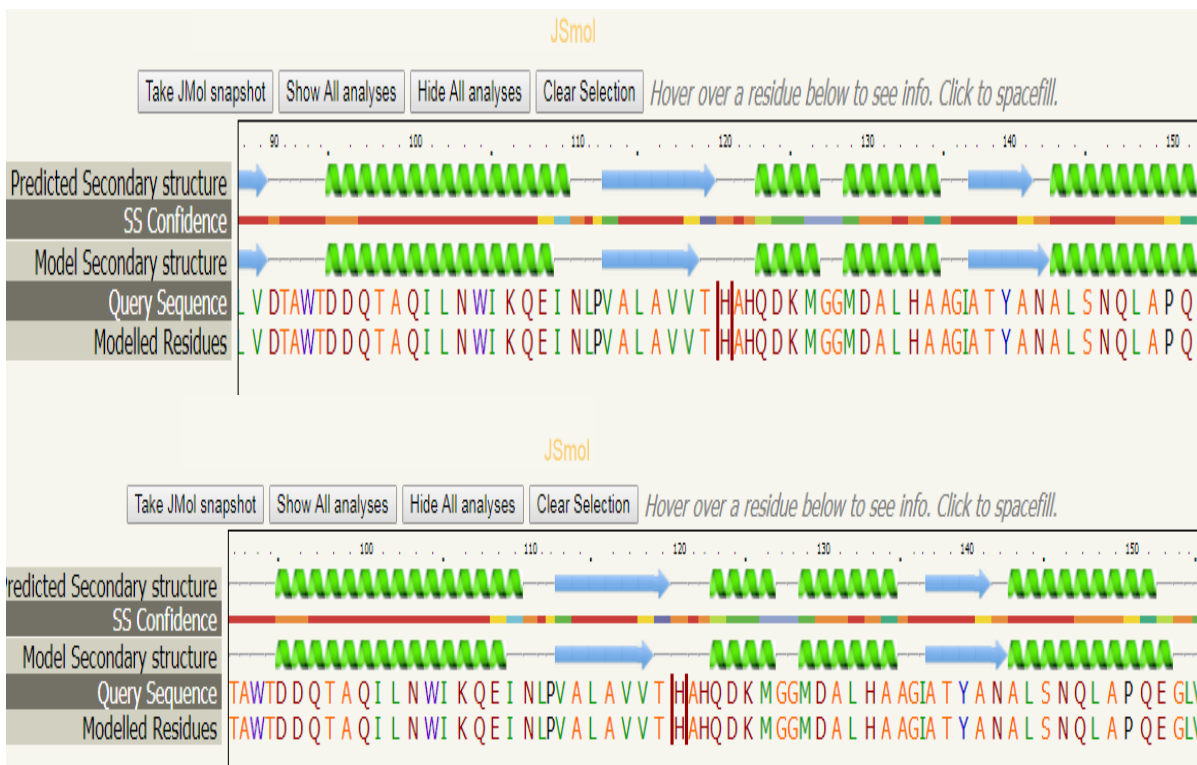 JSmol
Take JMol snapshot Show All analyses Hide All analyses Clear Selection Hover over a residue below to see info. Click to spacefill.
90 100 110 120 130 140 150
Predicted Secondary structure
SS Confidence
Model Secondary structure
Query Sequence L V D T A W T D D Q T A Q I L N W I K Q E I N L P V A L A V V T H A H Q D K M G G M D A L H A A G I A T Y A N A L S N Q L A P Q
Modelled Residues L V D T A W T D D Q T A Q I L N W I K Q E I N L P V A L A V V T H A H Q D K M G G M D A L H A A G I A T Y A N A L S N Q L A P Q
JSmol
Take JMol snapshot Show All analyses Hide All analyses Clear Selection Hover over a residue below to see info. Click to spacefill.
100 110 120 130 140 150
redicted Secondary structure
SS Confidence
Model Secondary structure
Query Sequence T A W T D D Q T A Q I L N W I K Q E I N L P V A L A V V T H A H Q D K M G G M D A L H A A G I A T Y A N A L S N Q L A P Q E G L V
Modelled Residues T A W T D D Q T A Q I L N W I K Q E I N L P V A L A V V T H A H Q D K M G G M D A L H A A G I A T Y A N A L S N Q L A P Q E G L V